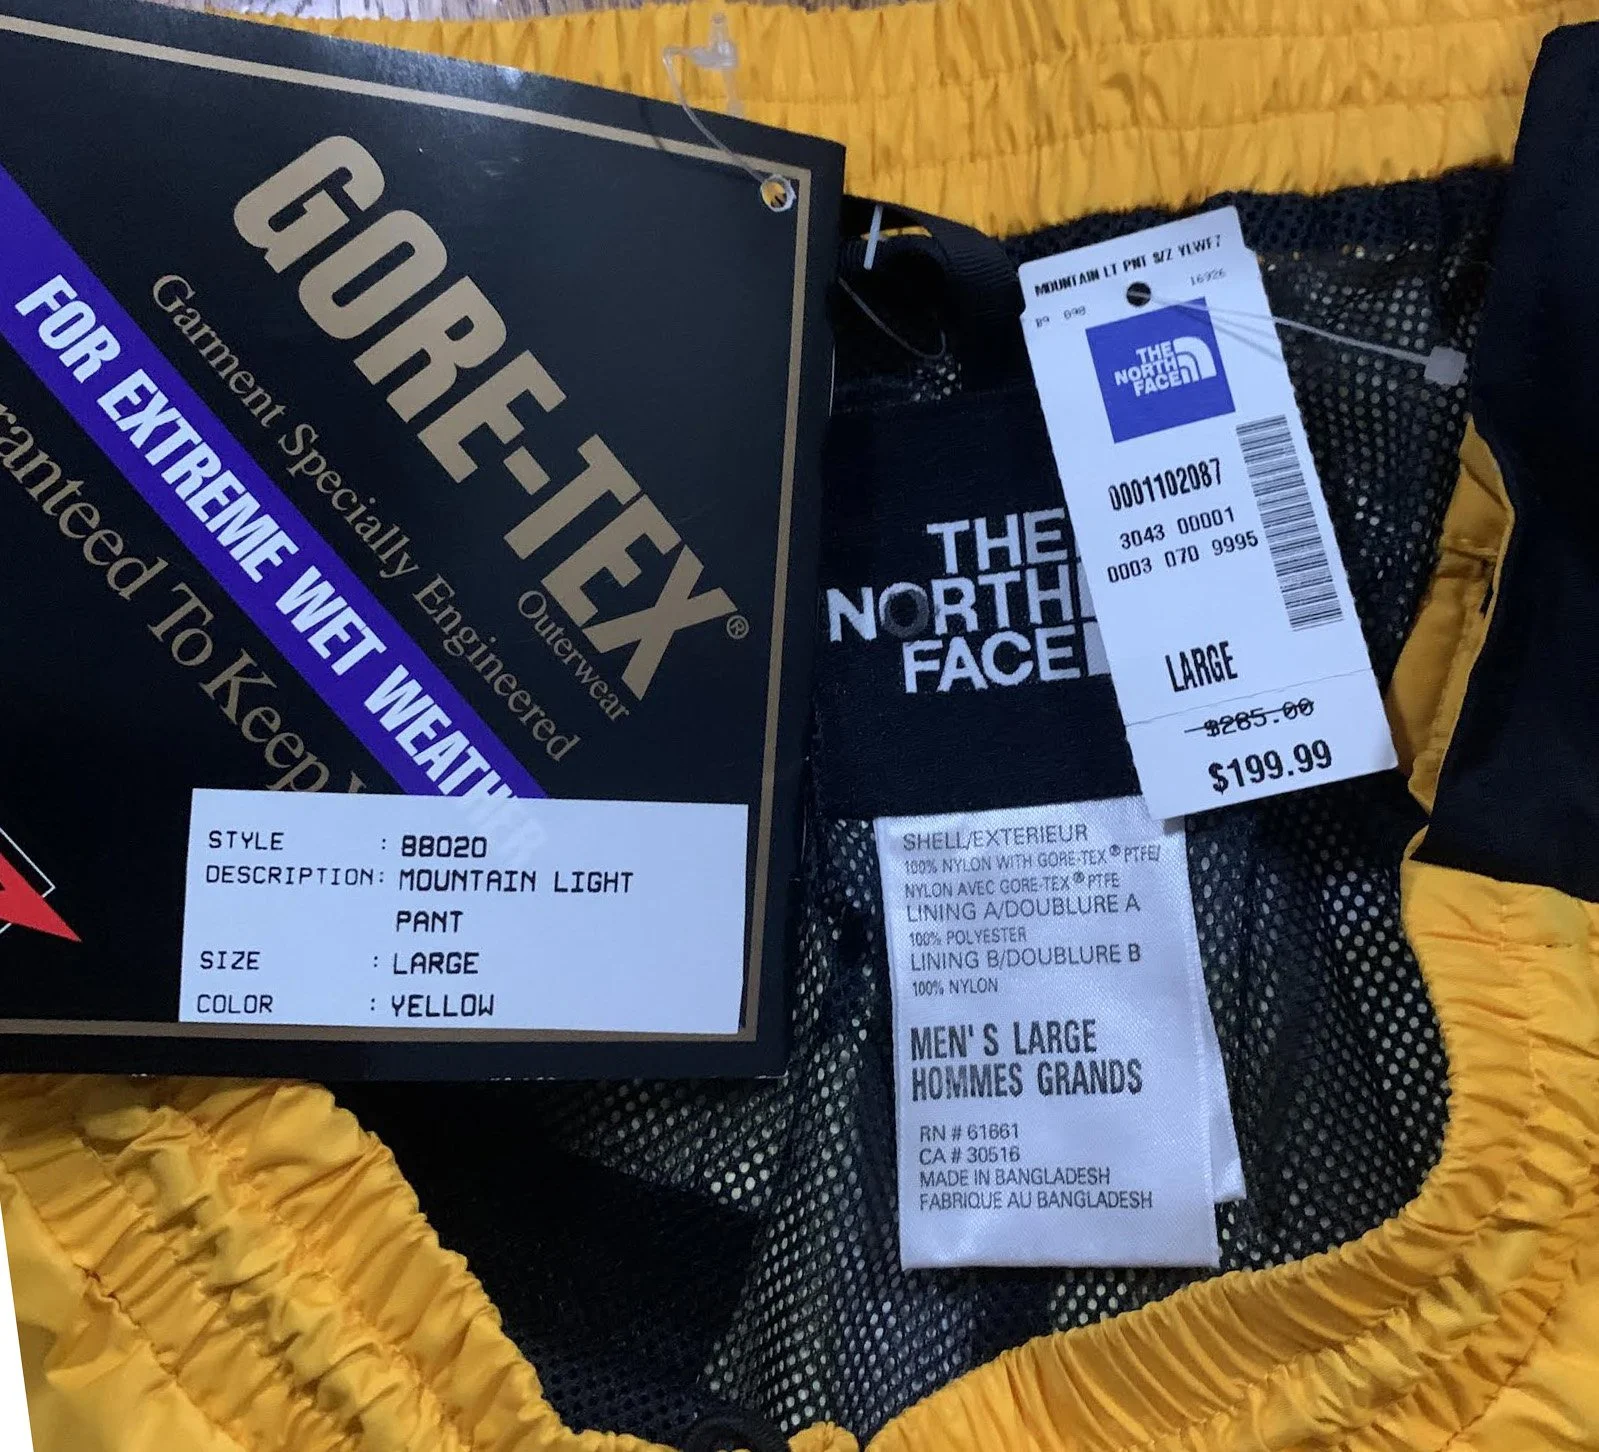 GORE-TEX®
Outerwear
Garment Specially Engineered
FOR EXTREME WET WEATHER
To Keep
STYLE : 88020
DESCRIPTION: MOUNTAIN LIGHT
PANT
SIZE : LARGE
COLOR : YELLOW
THE
NORTH
FACE
MOUNTAIN LT PNT S/Z YLWF7
16926
B9 090
THE
NORTH
FACE
0001102087
3043 00001
0003 070 9995
LARGE
$285.00
$199.99
SHELL/EXTERIEUR
100% NYLON WITH GORE-TEX® PTFE/
NYLON AVEC GORE-TEX® PTFE
LINING A/DOUBLURE A
100% POLYESTER
LINING B/DOUBLURE B
100% NYLON
MEN'S LARGE
HOMMES GRANDS
RN # 61661
CA # 30516
MADE IN BANGLADESH
FABRIQUE AU BANGLADESH